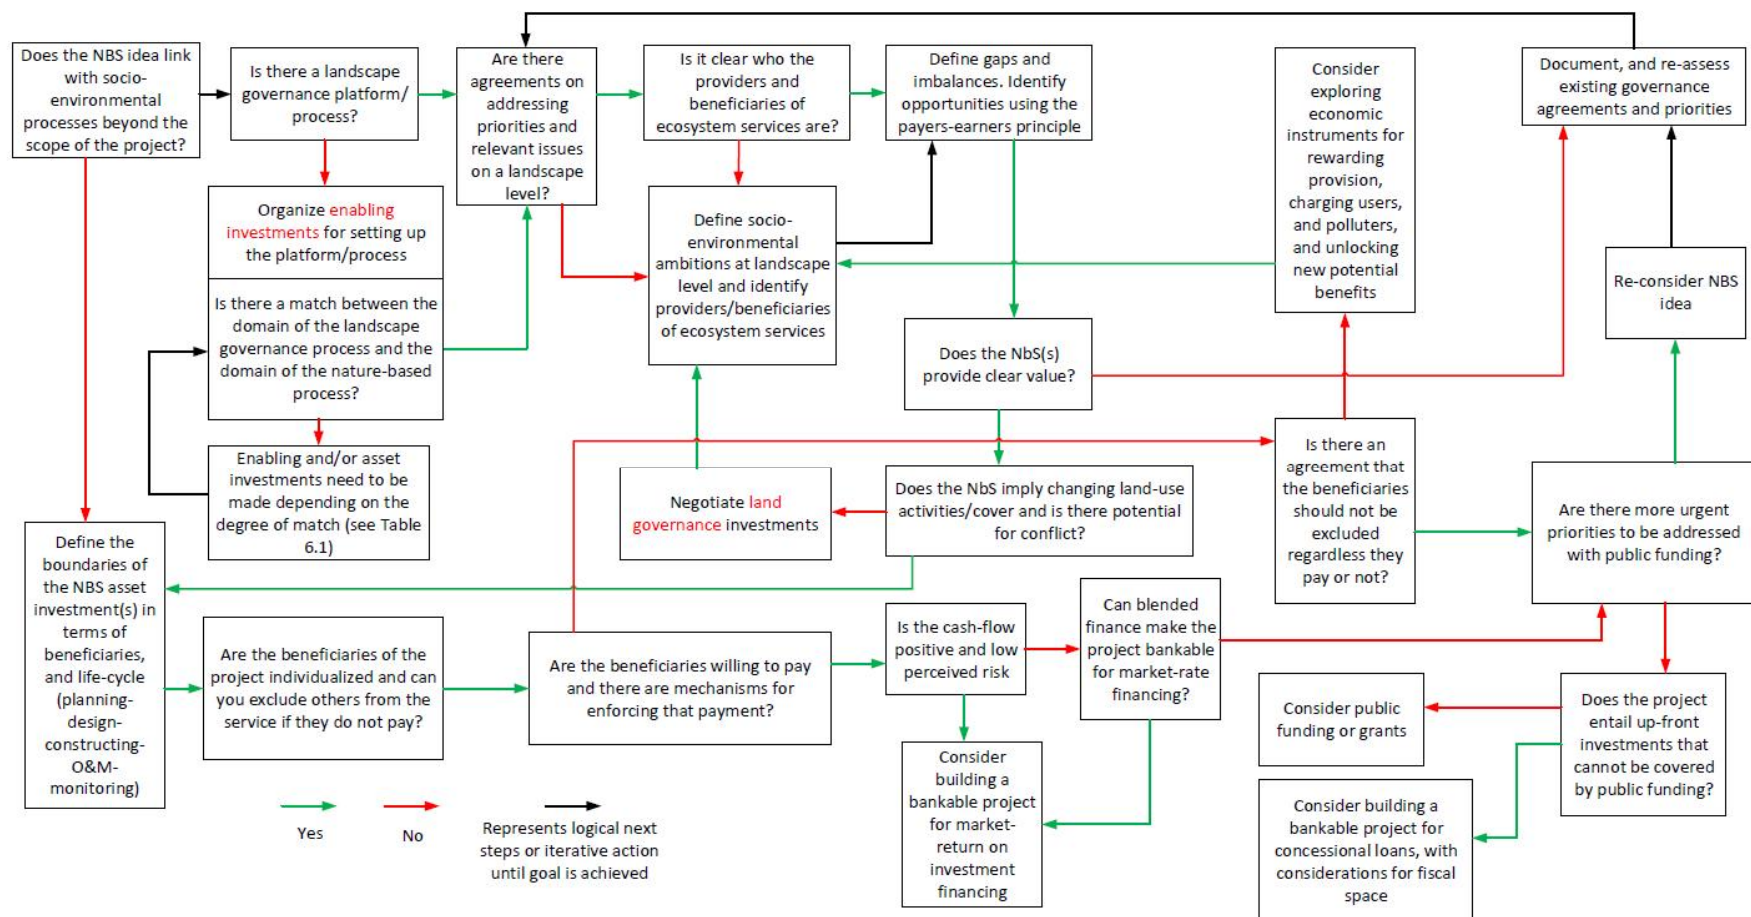 Does the NBS idea link
with socio-
environmental
processes beyond the
scope of the project?
Is there a landscape
governance platform/
process?
Are there
agreements on
addressing
priorities and
relevant issues
on a landscape
level?
Is it clear who the
providers and
beneficiaries of
ecosystem services are?
Define gaps and
imbalances. Identify
opportunities using the
payers-earners principle
Consider
exploring
economic
instruments for
rewarding
provision,
charging users,
and polluters,
and unlocking
new potential
benefits
Document, and re-assess
existing governance
agreements and priorities
Organize enabling
investments for setting up
the platform/process
Is there a match between the
domain of the landscape
governance process and the
domain of the nature-based
process?
Define socio-
environmental
ambitions at landscape
level and identify
providers/beneficiaries
of ecosystem services
Re-consider NBS
idea
Does the NbS(s)
provide clear value?
Enabling and/or asset
investments need to be
made depending on the
degree of match (see Table
6.1)
Negotiate land
governance investments
Does the NbS imply changing land-use
activities/cover and is there potential
for conflict?
Is there an
agreement that
the beneficiaries
should not be
excluded
regardless they
pay or not?
Are there more urgent
priorities to be addressed
with public funding?
Define the
boundaries of
the NBS asset
investment(s) in
terms of
beneficiaries,
and life-cycle
(planning-
design-
constructing-
O&M-
monitoring)
Are the beneficiaries of the
project individualized and can
you exclude others from the
service if they do not pay?
Are the beneficiaries willing to pay
and there are mechanisms for
enforcing that payment?
Is the cash-flow
positive and low
perceived risk
Can blended
finance make the
project bankable
for market-rate
financing?
Consider public
funding or grants
Does the project
entail up-front
investments that
cannot be covered
by public funding?
Consider
building a
bankable project
for market-
return on
investment
financing
Consider building a
bankable project for
concessional loans, with
considerations for fiscal
space
Yes
No
Represents logical next
steps or iterative action
until goal is achieved